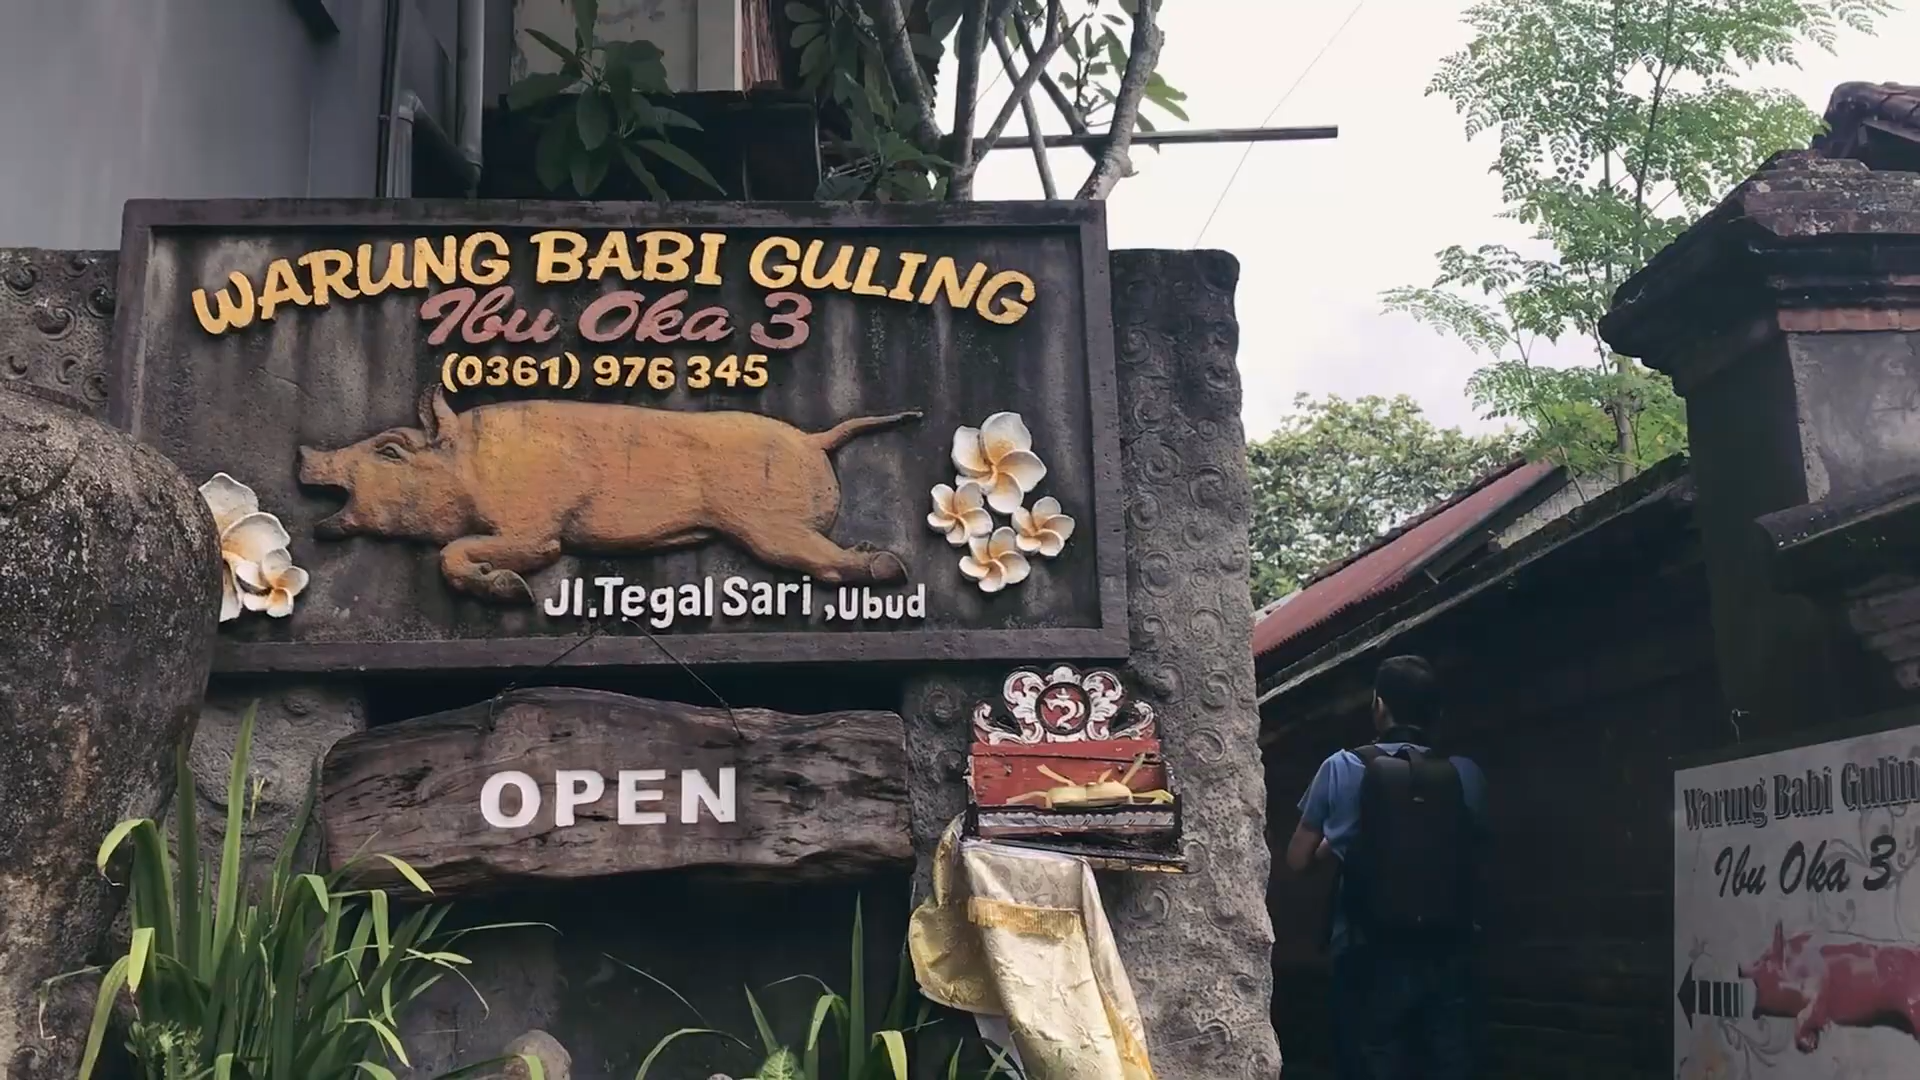 WARUNG BABI GULING
Ibu Oka 3
(0361) 976 345
Jl.Tegal Sari ,Ubud
OPEN
Warung Babi Guling
Ibu Oka 3